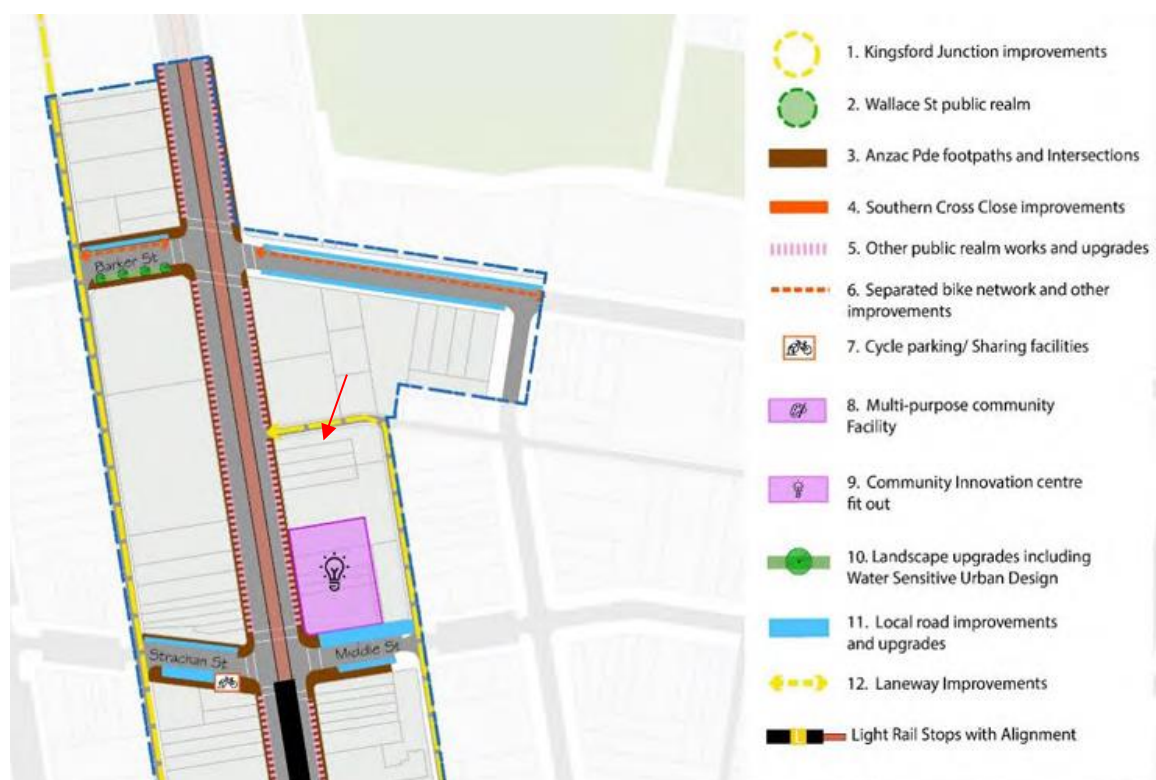 Barker St
Strachan St
Middle St
1. Kingsford Junction improvements
2. Wallace St public realm
3. Anzac Pde footpaths and Intersections
4. Southern Cross Close improvements
5. Other public realm works and upgrades
6. Separated bike network and other
improvements
7. Cycle parking/ Sharing facilities
8. Multi-purpose community
Facility
9. Community Innovation centre
fit out
10. Landscape upgrades including
Water Sensitive Urban Design
11. Local road improvements
and upgrades
12. Laneway Improvements
Light Rail Stops with Alignment